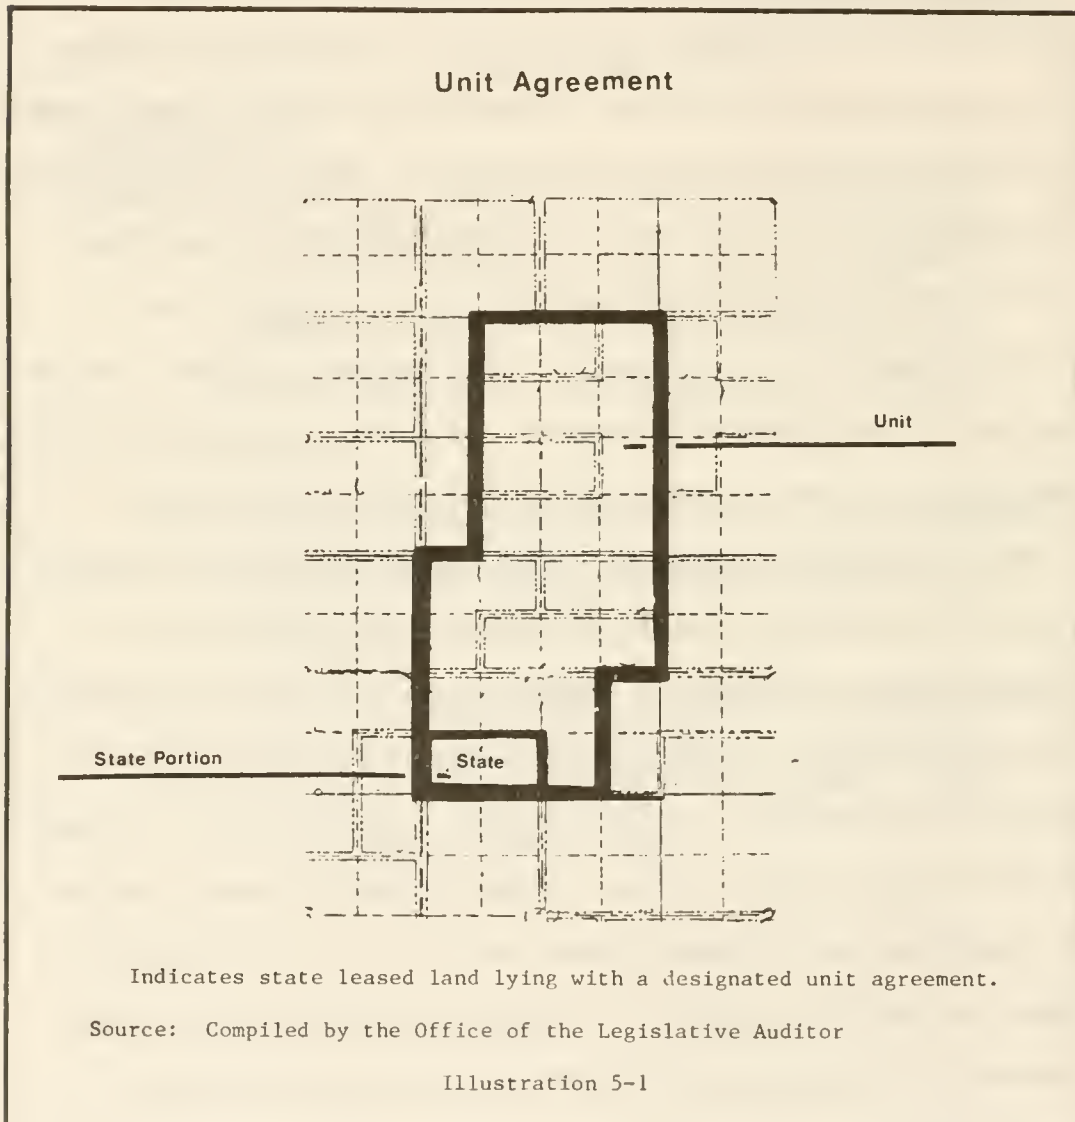 Unit Agreement
Unit
State Portion
State
Indicates state leased land lying with a designated unit agreement.
Source: Compiled by the Office of the Legislative Auditor
Illustration 5-1